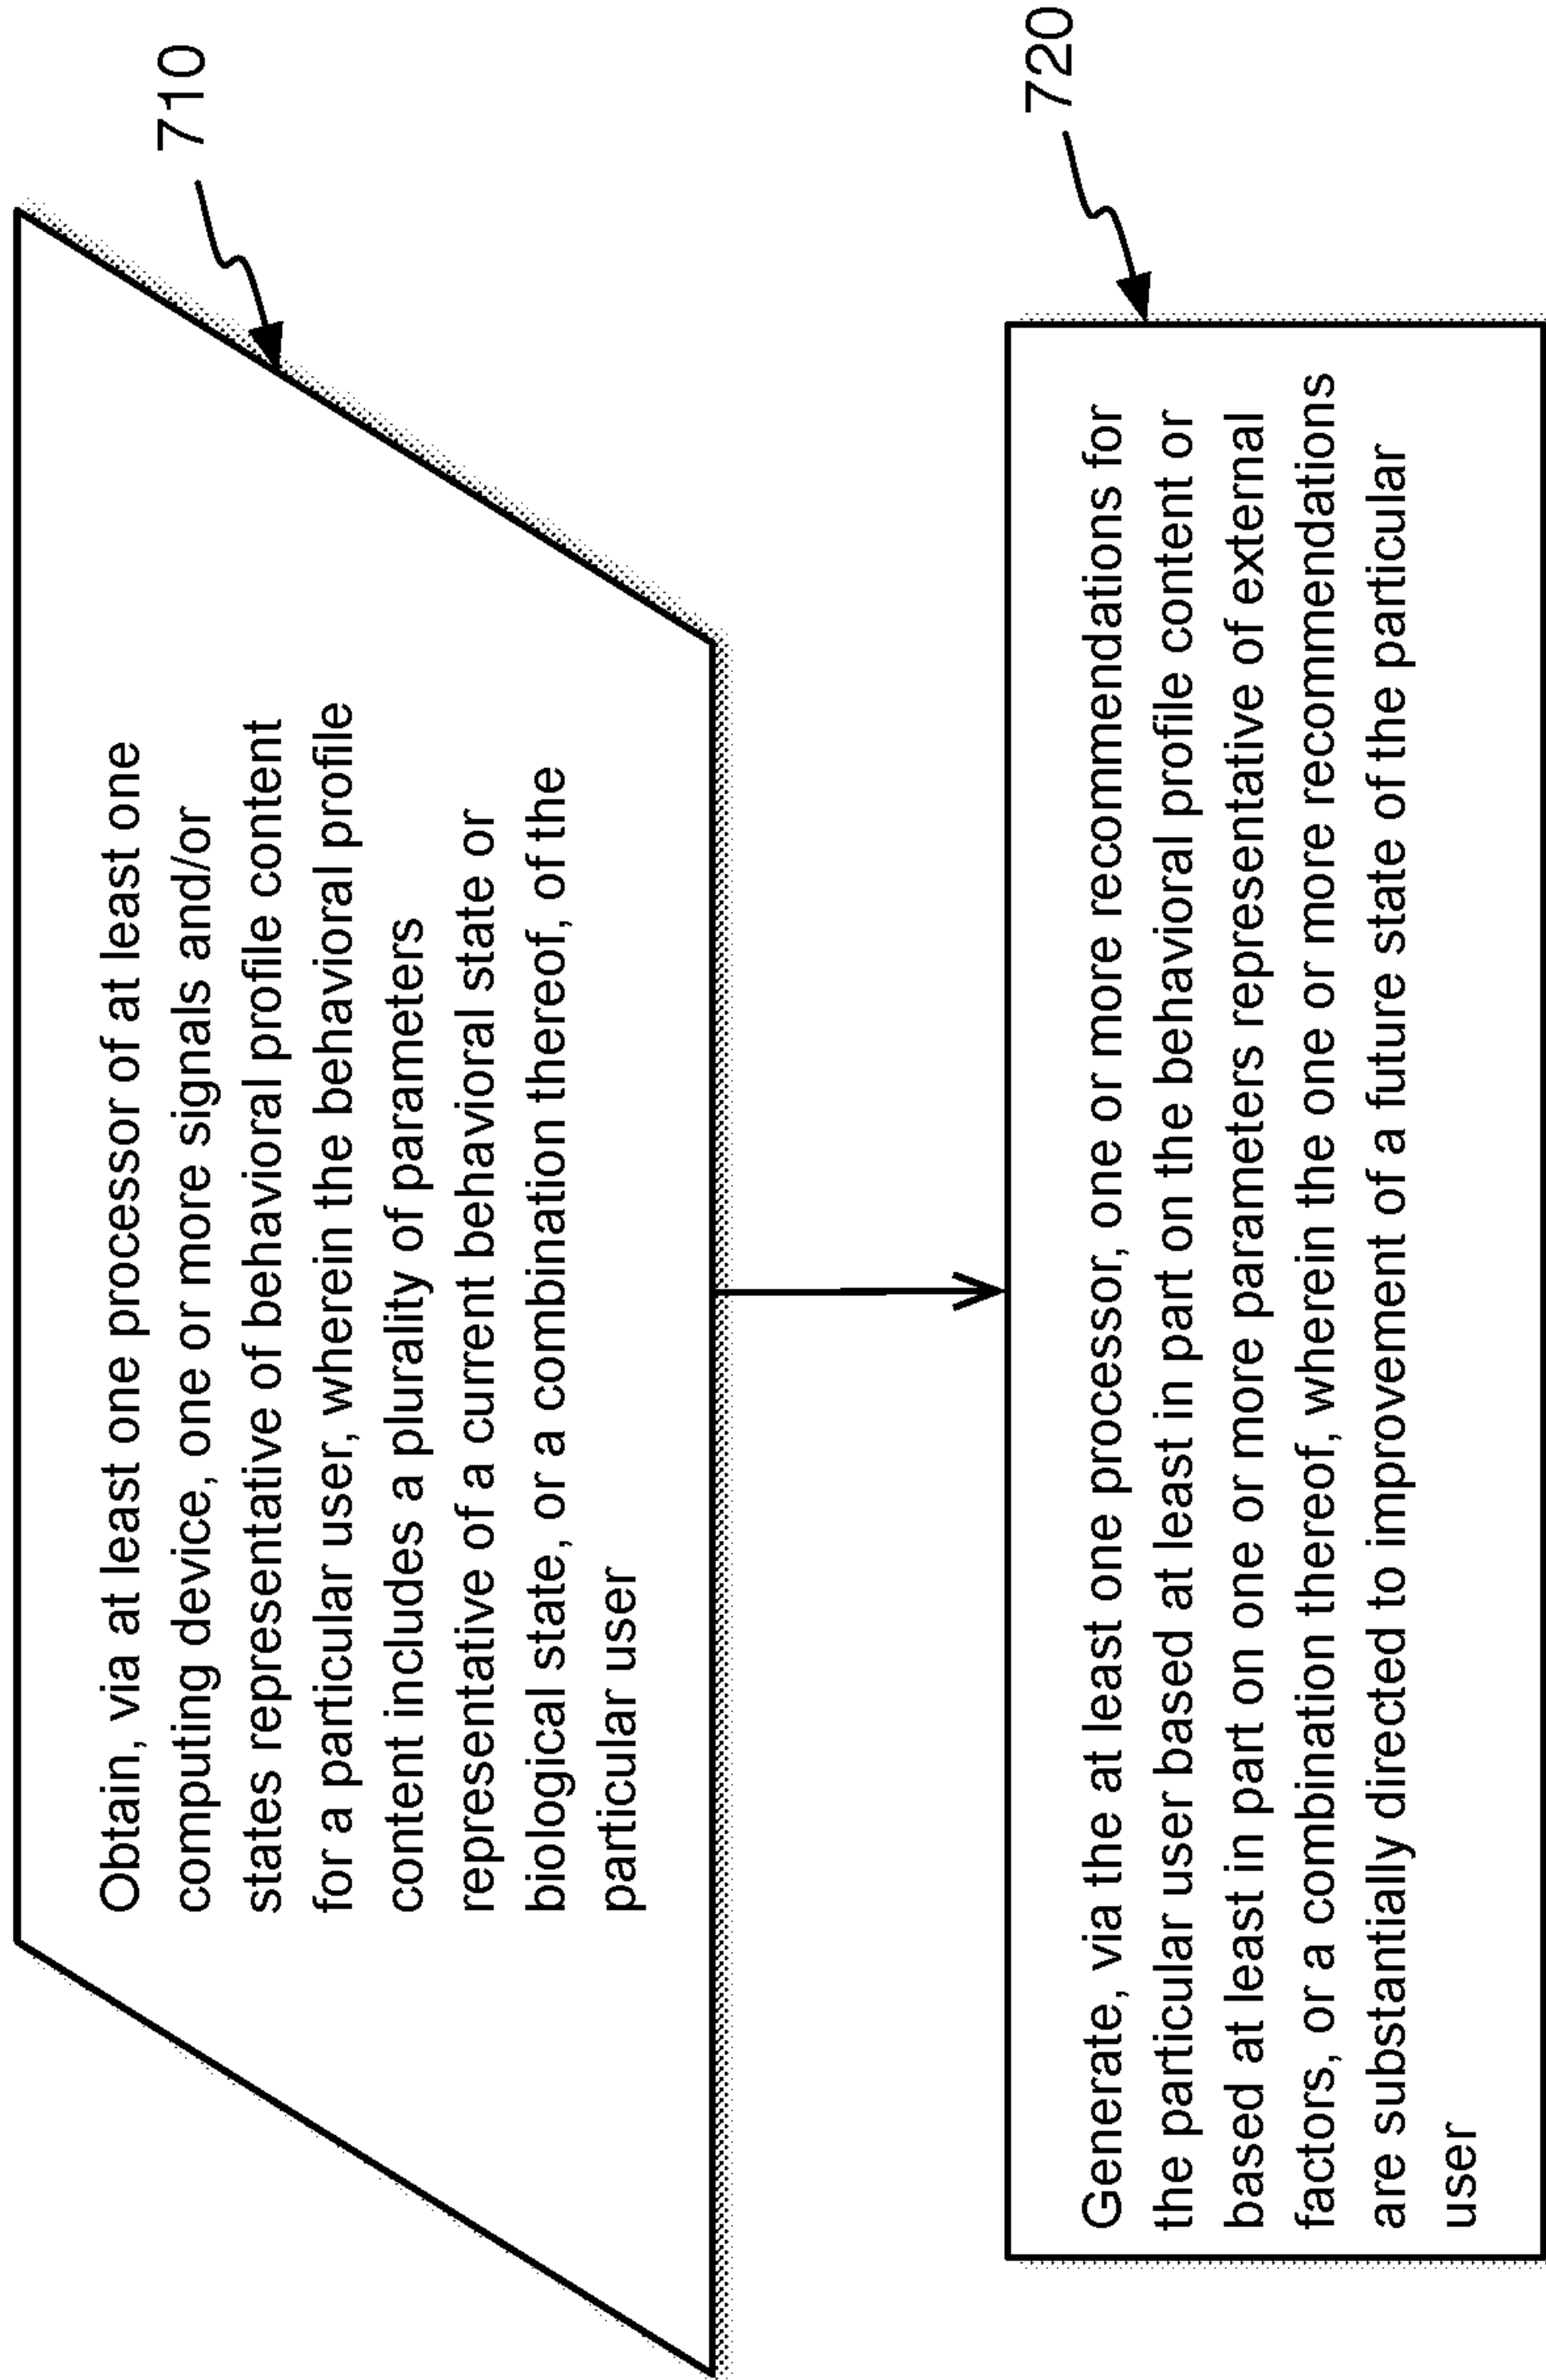 Obtain, via at least one processor of at least one
computing device, one or more signals and/or
states representative of behavioral profile content
for a particular user, wherein the behavioral profile
content includes a plurality of parameters
representative of a current behavioral state or
biological state, or a combination thereof, of the
particular user
710
Generate, via the at least one processor, one or more recommendations for
the particular user based at least in part on the behavioral profile content or
based at least in part on one or more parameters representative of external
factors, or a combination thereof, wherein the one or more recommendations
are substantially directed to improvement of a future state of the particular
user
720